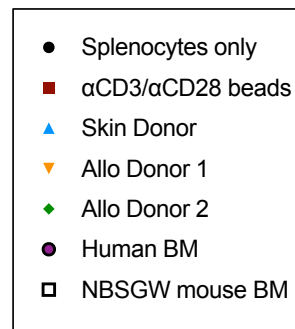 Splenocytes only
αCD3/αCD28 beads
Skin Donor
Allo Donor 1
Allo Donor 2
Human BM
NBSGW mouse BM